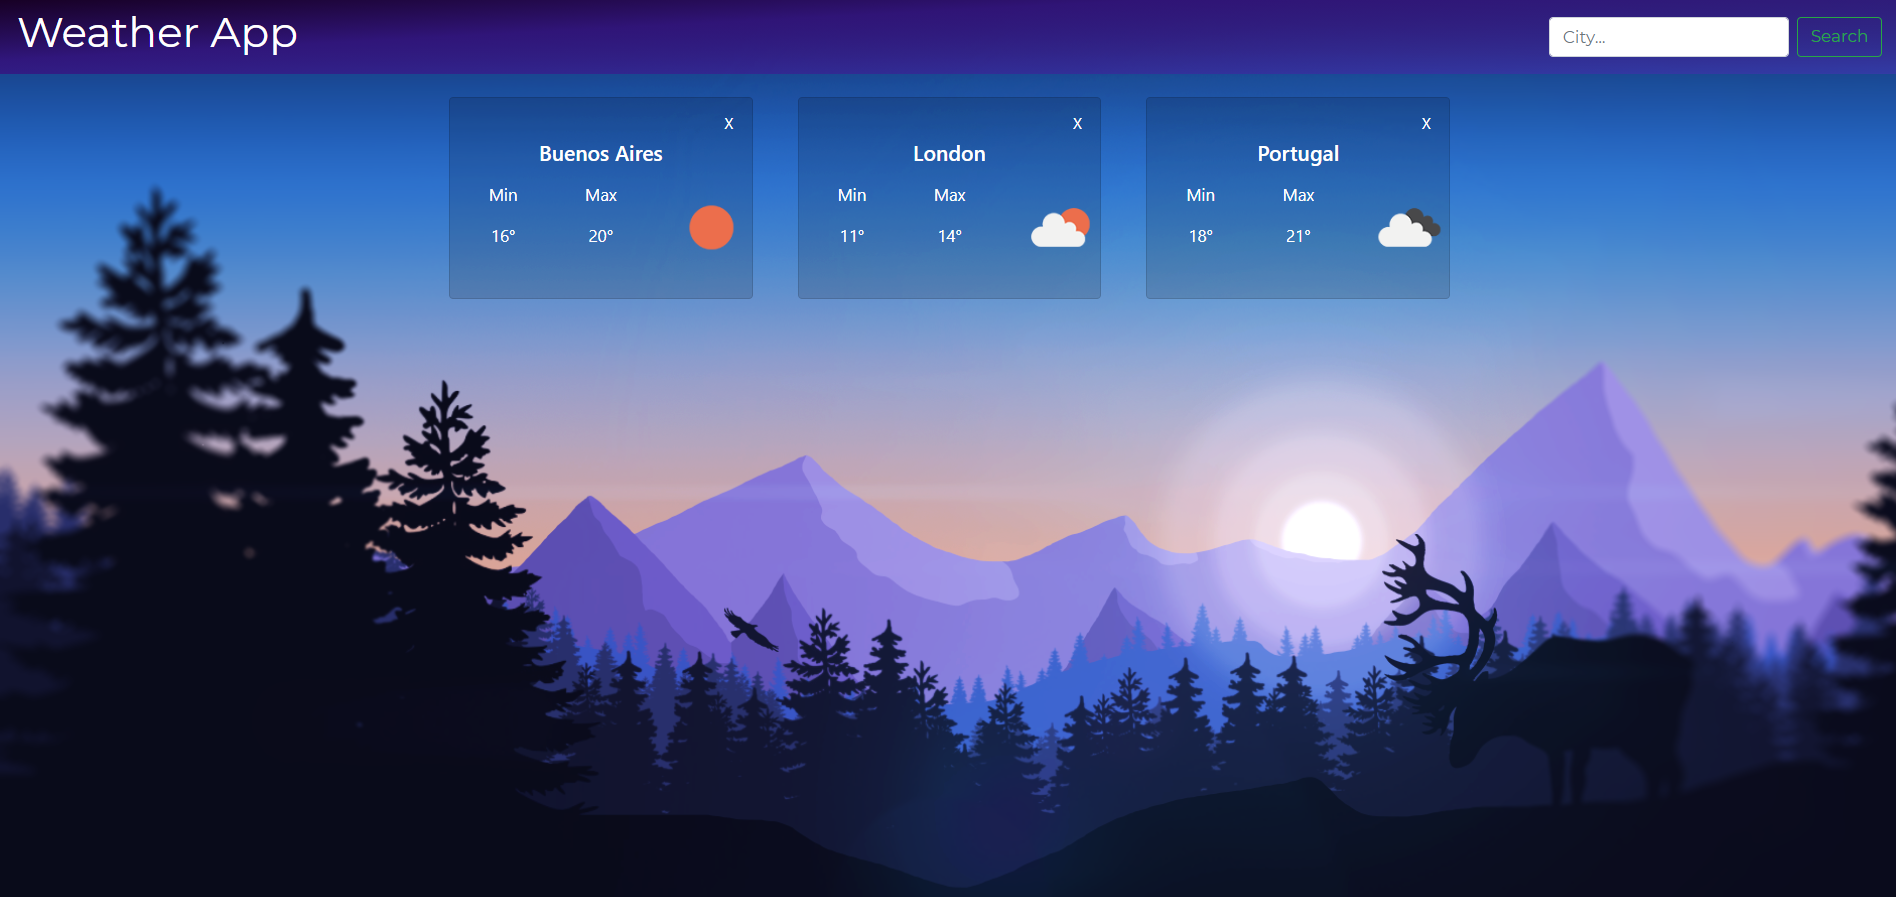 Weather App
City...
Search
X
Buenos Aires
Min Max
16° 20°
X
London
Min Max
11° 14°
X
Portugal
Min Max
18° 21°